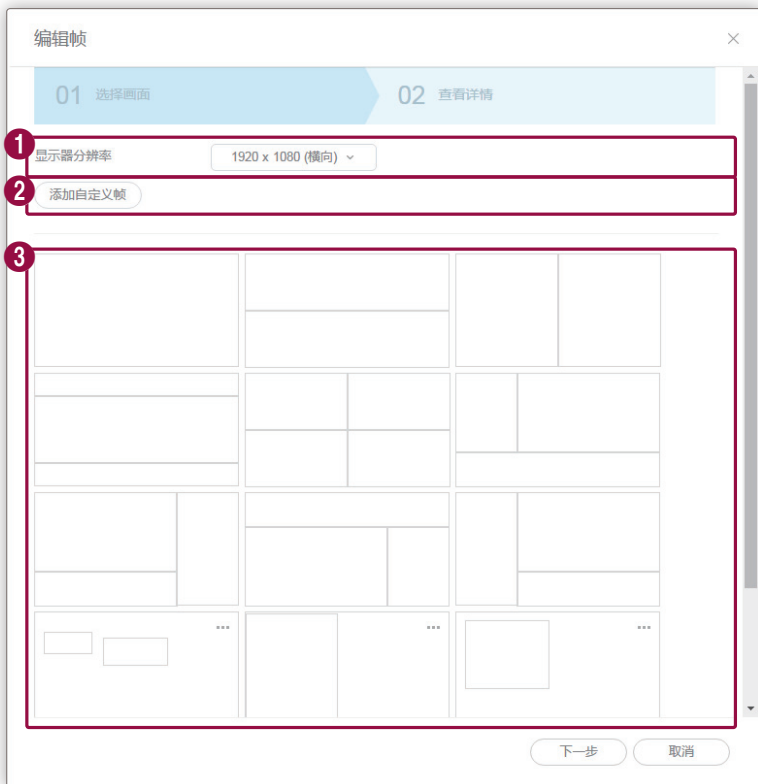 编辑帧
01 选择画面
02 查看详情
1
显示器分辨率 1920 x 1080 (横向)
2
添加自定义帧
3
下一步 取消